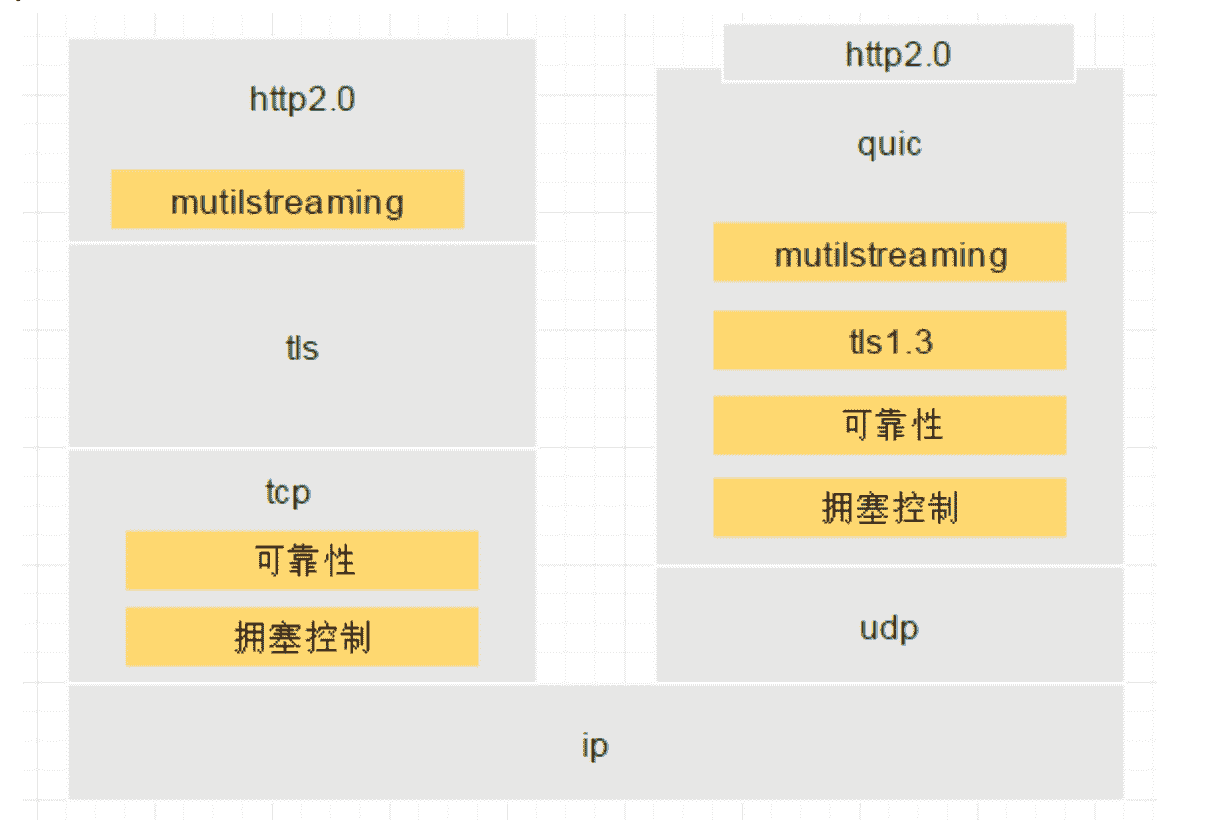 http2.0
mutilstreaming
tls
tcp
可靠性
拥塞控制
http2.0
quic
mutilstreaming
tls1.3
可靠性
拥塞控制
udp
ip